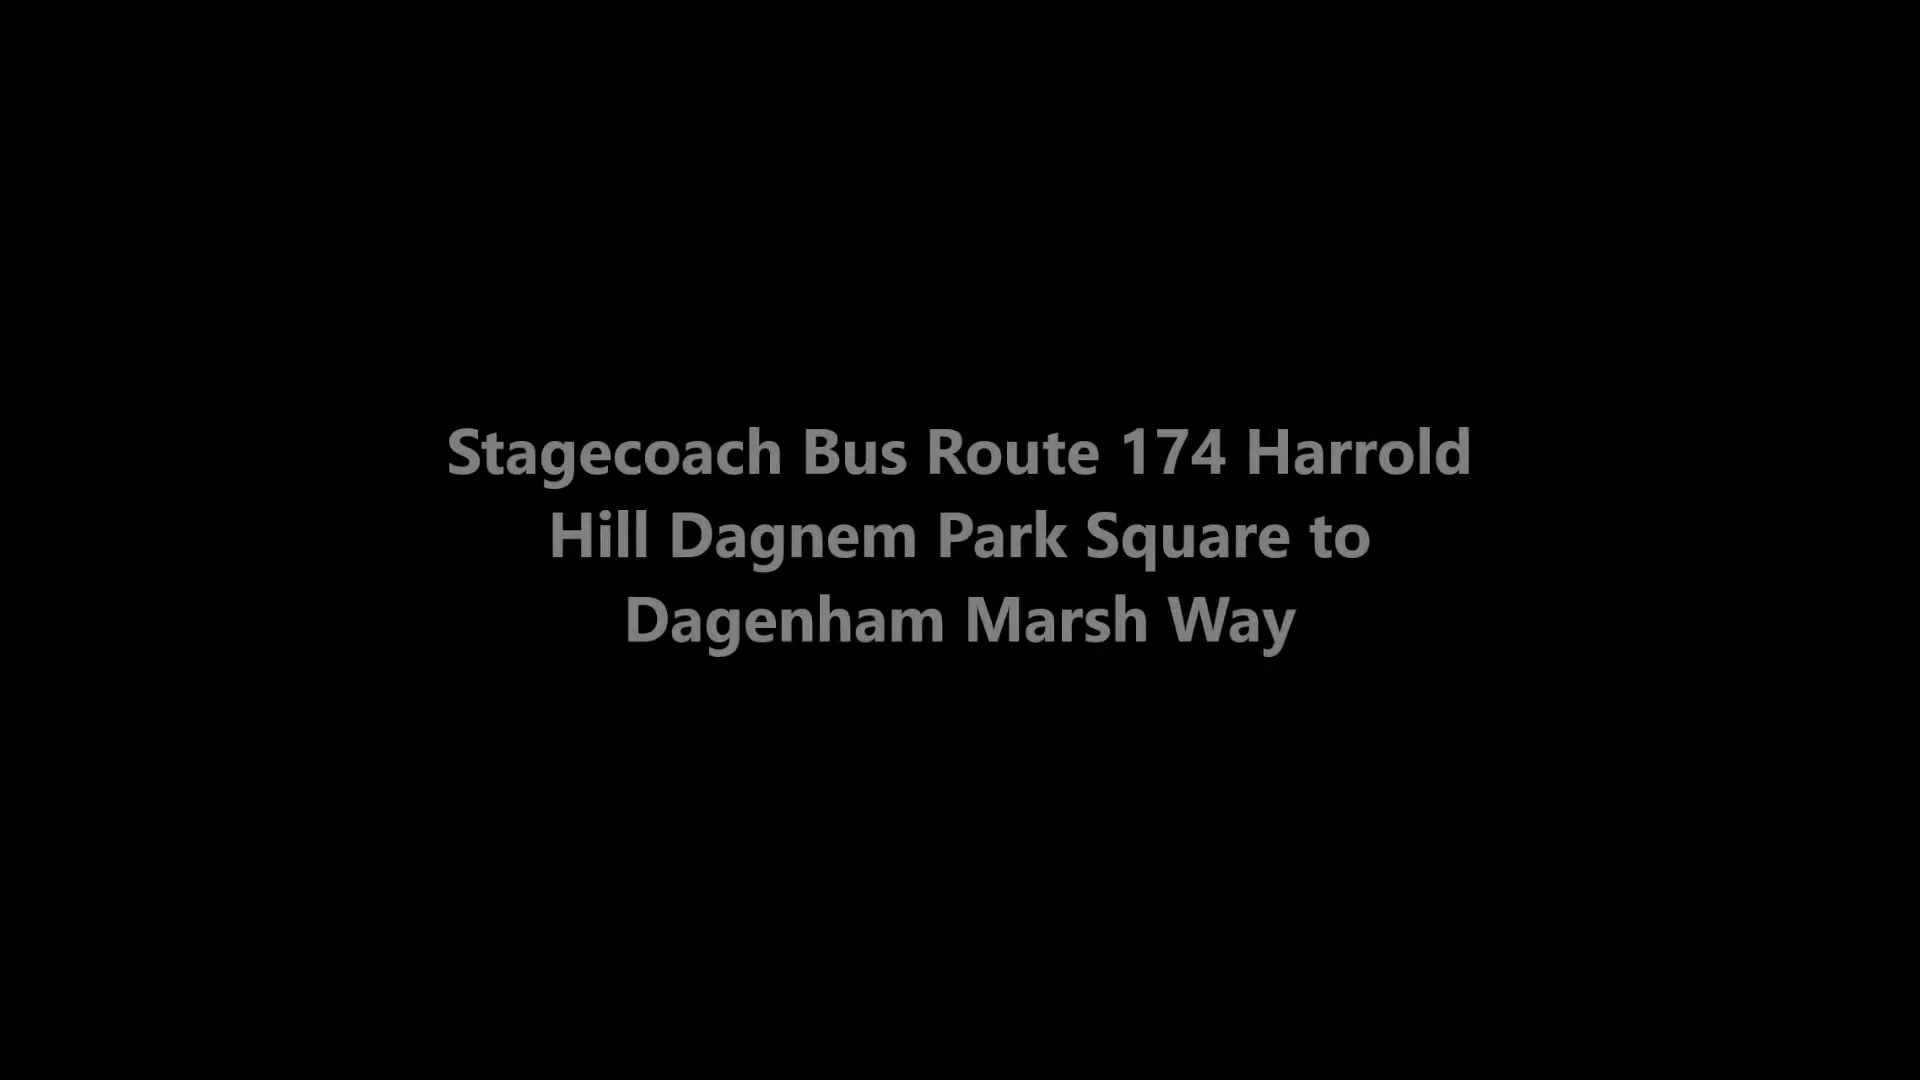 Stagecoach Bus Route 174 Harrold
Hill Dagnem Park Square to
Dagenham Marsh Way